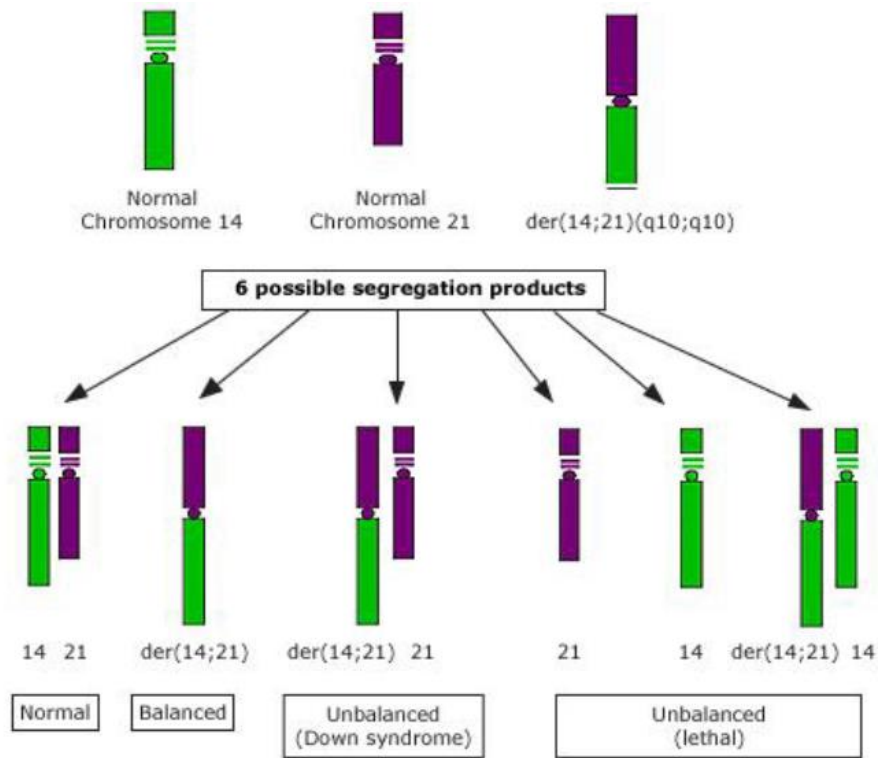 Normal
Chromosome 14
Normal
Chromosome 21
der(14;21)(q10;q10)
6 possible segregation products
14 21
der(14;21)
der(14;21) 21
21
14
der(14;21) 14
Normal
Balanced
Unbalanced
(Down syndrome)
Unbalanced
(lethal)